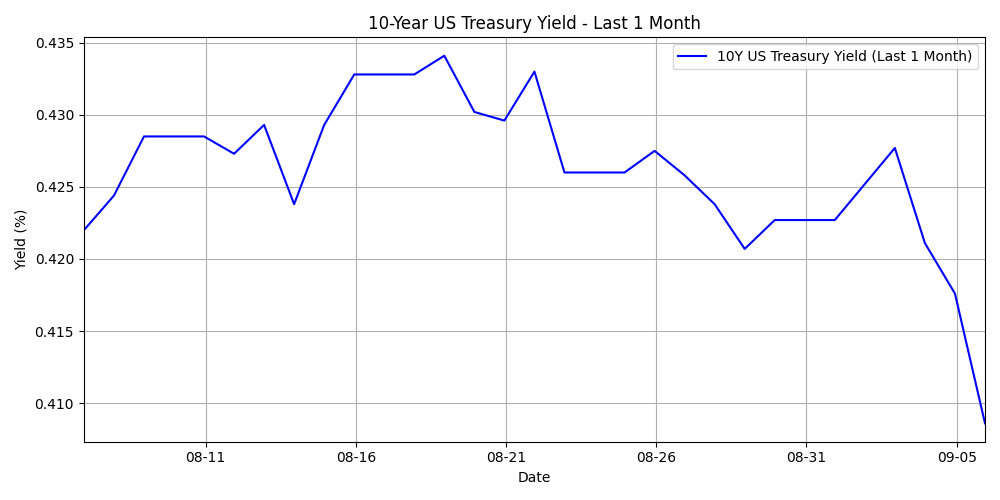 10-Year US Treasury Yield - Last 1 Month
10Y US Treasury Yield (Last 1 Month)
Yield (%)
0.435
0.430
0.425
0.420
0.415
0.410
08-11 08-16 08-21 08-26 08-31 09-05
Date